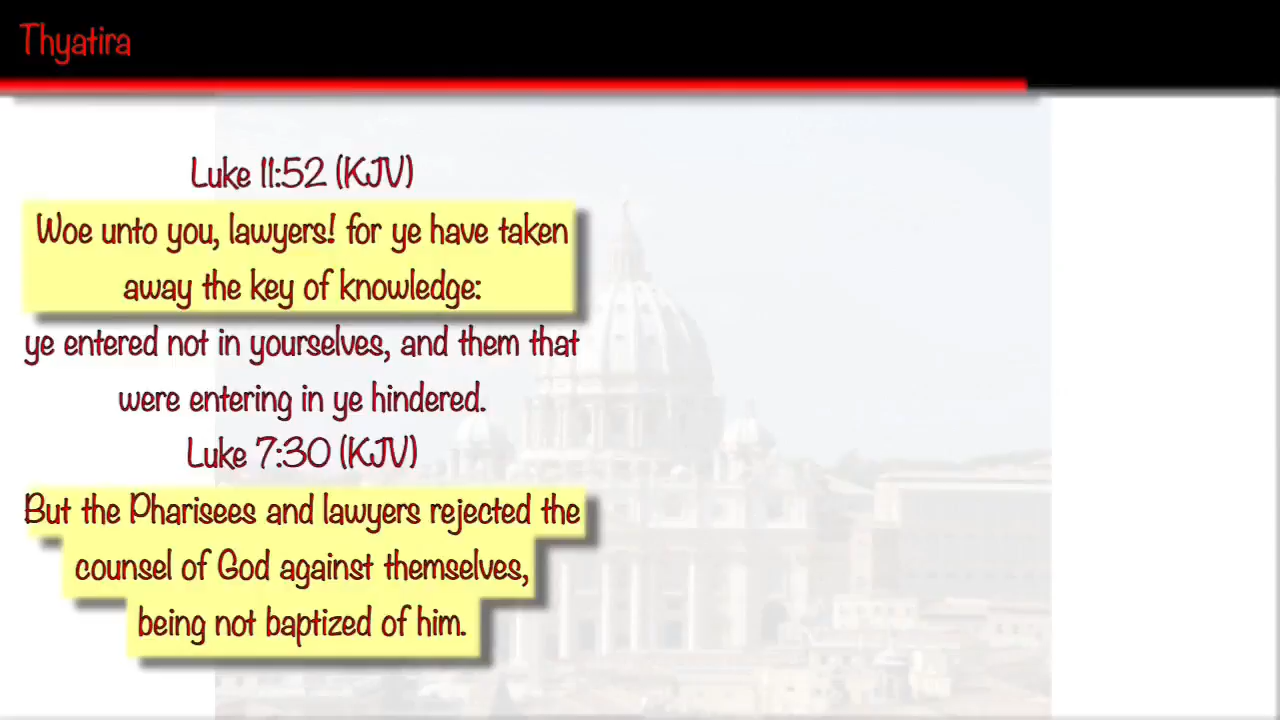 Thyatira
Luke 11:52 (KJV)
Woe unto you, lawyers! for ye have taken
away the key of knowledge:
ye entered not in yourselves, and them that
were entering in ye hindered.
Luke 7:30 (KJV)
But the Pharisees and lawyers rejected the
counsel of God against themselves,
being not baptized of him.